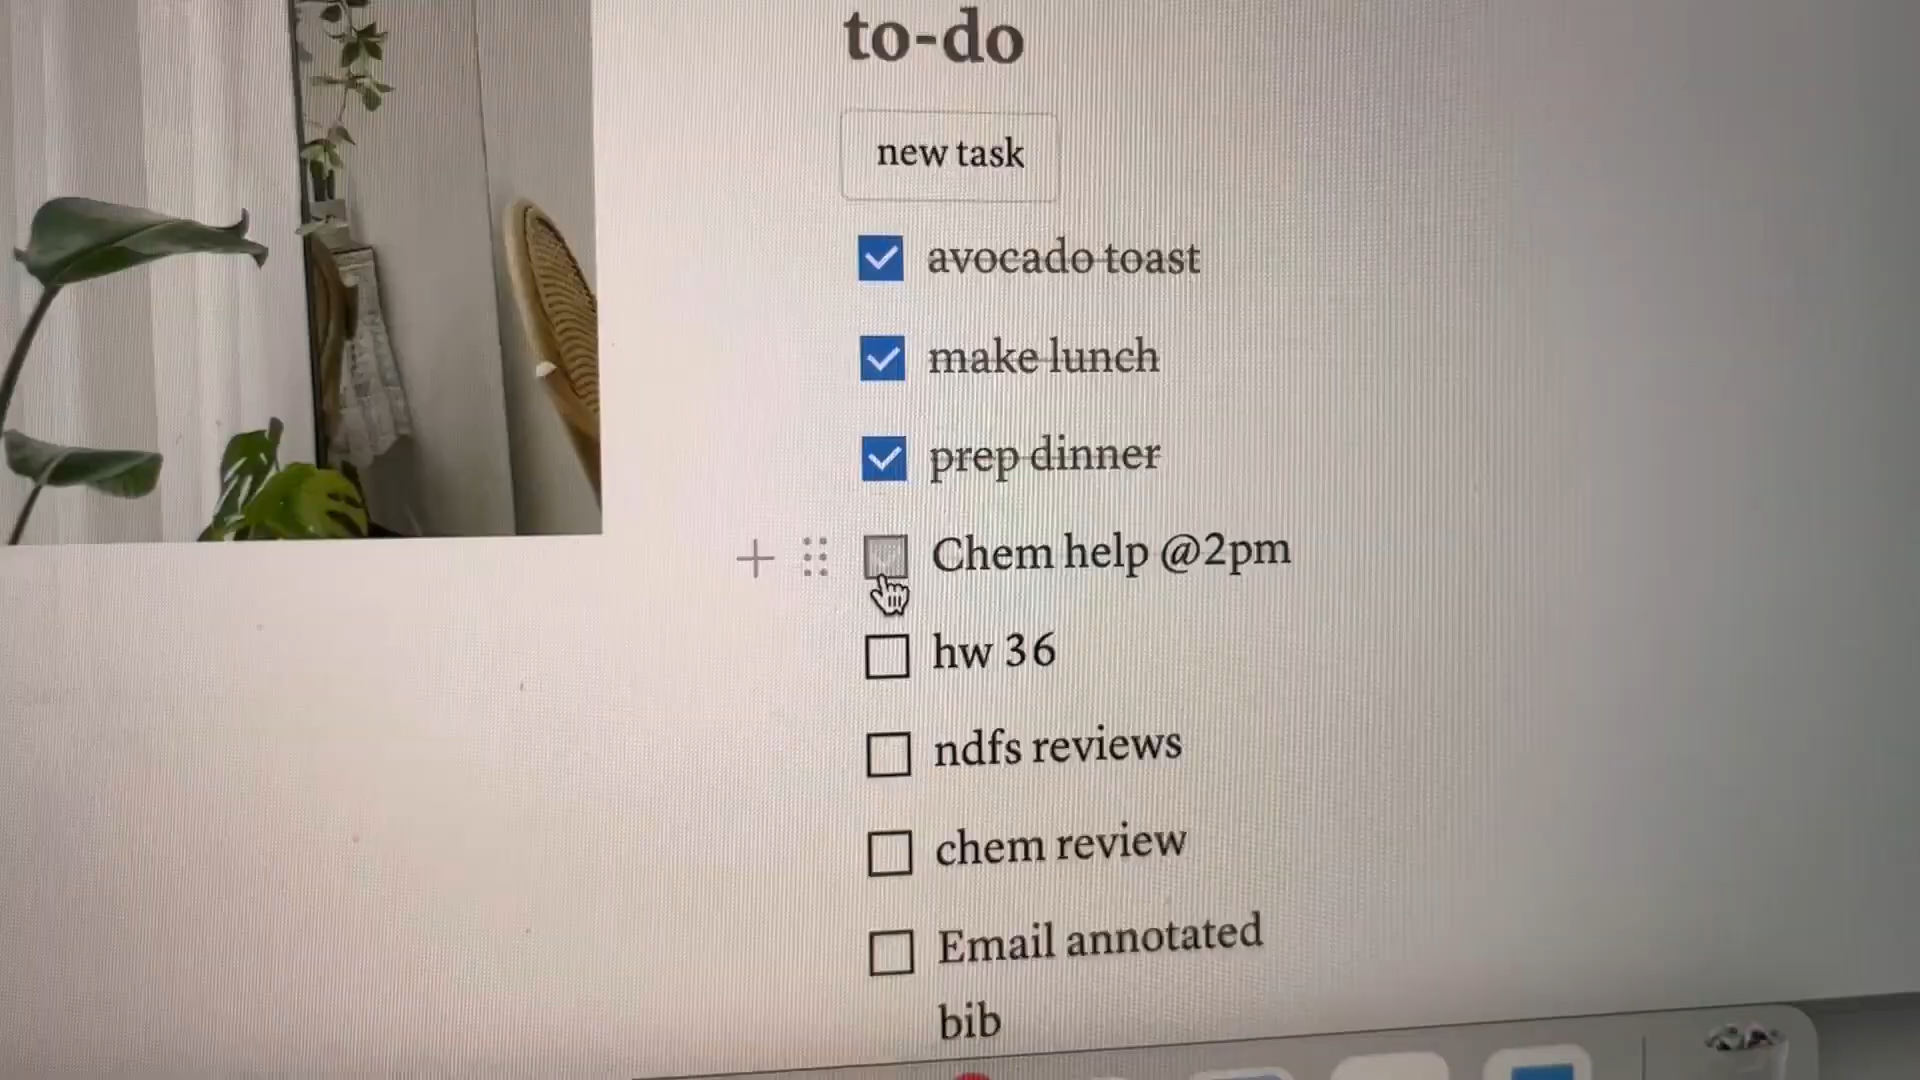 to-do
new task
avocado toast
make lunch
prep dinner
Chem help @2pm
hw 36
ndfs reviews
chem review
Email annotated
bib